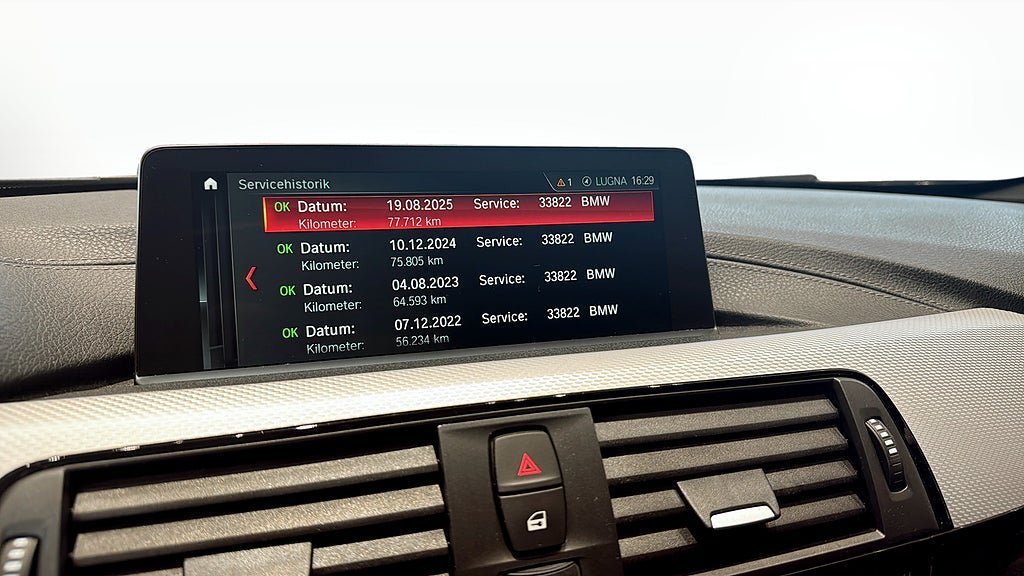 Servicehistorik
1 LUGNA 16:29
OK Datum: 19.08.2025 Service: 33822 BMW
Kilometer: 77.712 km
OK Datum: 10.12.2024 Service: 33822 BMW
Kilometer: 75.805 km
OK Datum: 04.08.2023 Service: 33822 BMW
Kilometer: 64.593 km
OK Datum: 07.12.2022 Service: 33822 BMW
Kilometer: 56.234 km